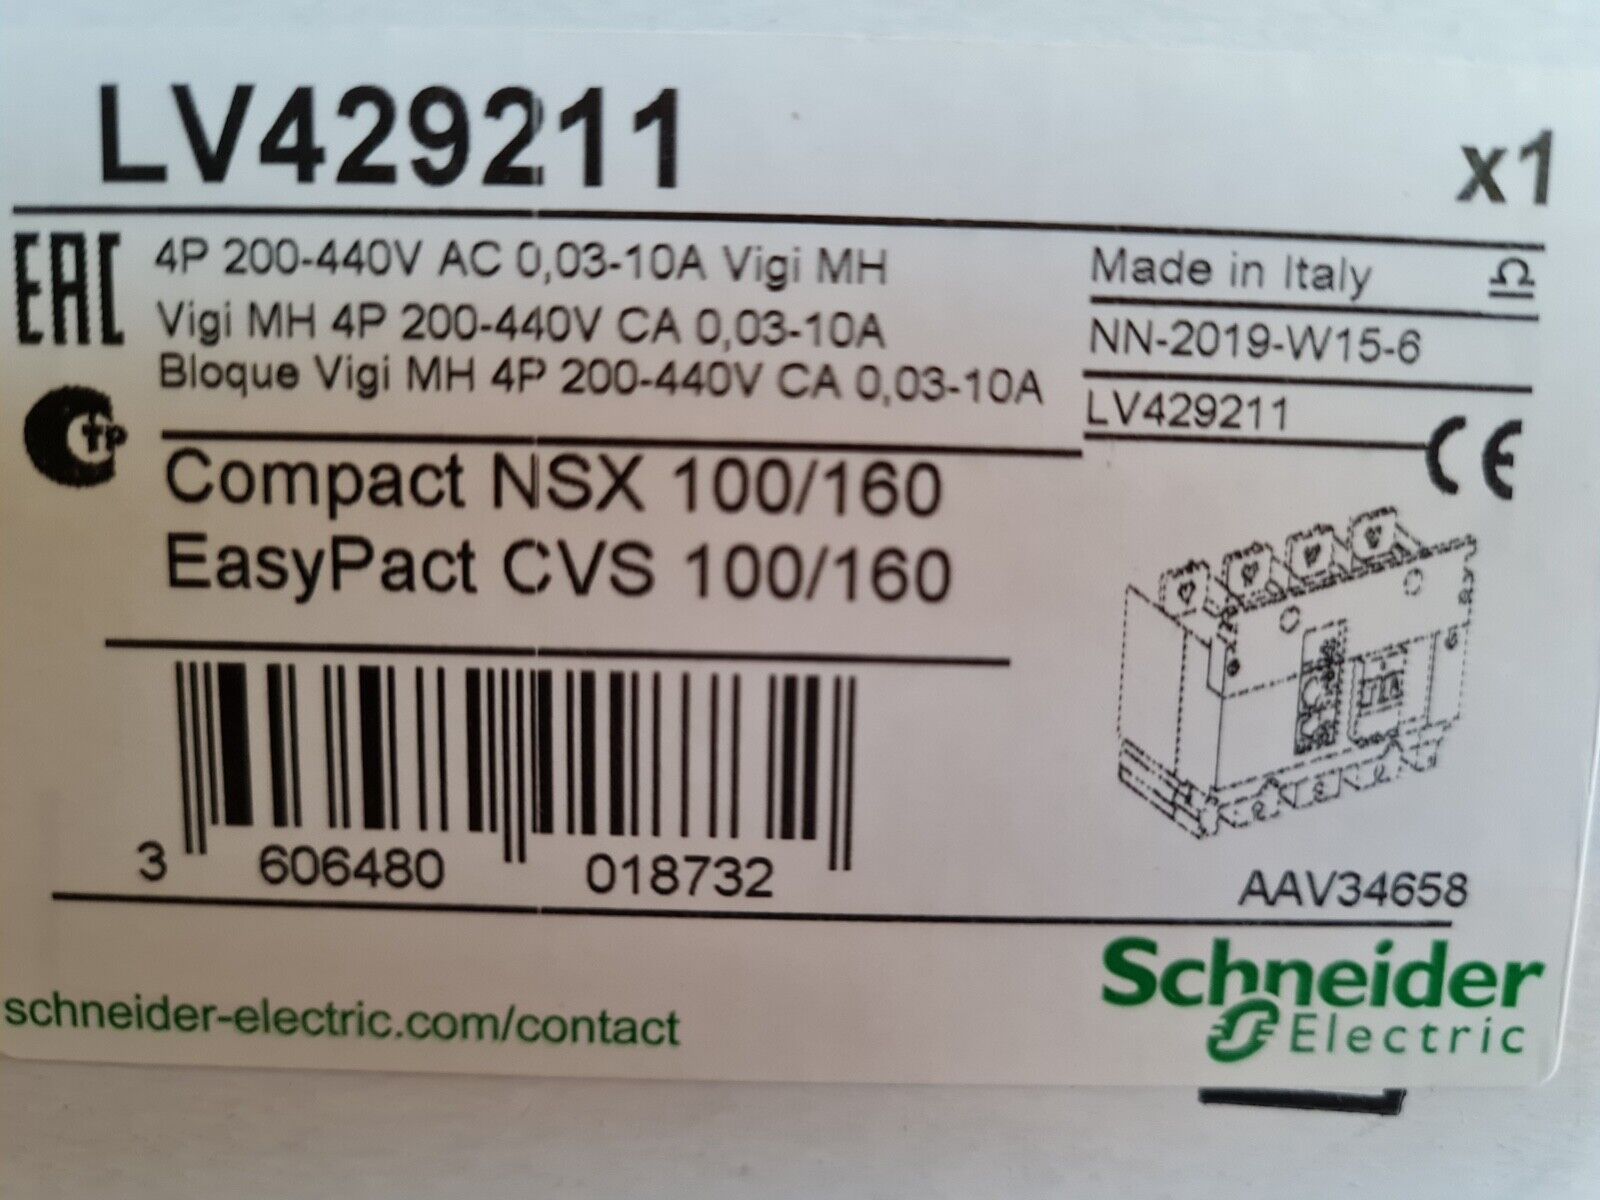 LV429211
x1
EAC
4P 200-440V AC 0,03-10A Vigi MH
Vigi MH 4P 200-440V CA 0,03-10A
Bloque Vigi MH 4P 200-440V CA 0,03-10A
Made in Italy
NN-2019-W15-6
LV429211
CE
Compact NSX 100/160
EasyPact CVS 100/160
3 606480 018732
AAV34658
schneider-electric.com/contact
Schneider
Electric